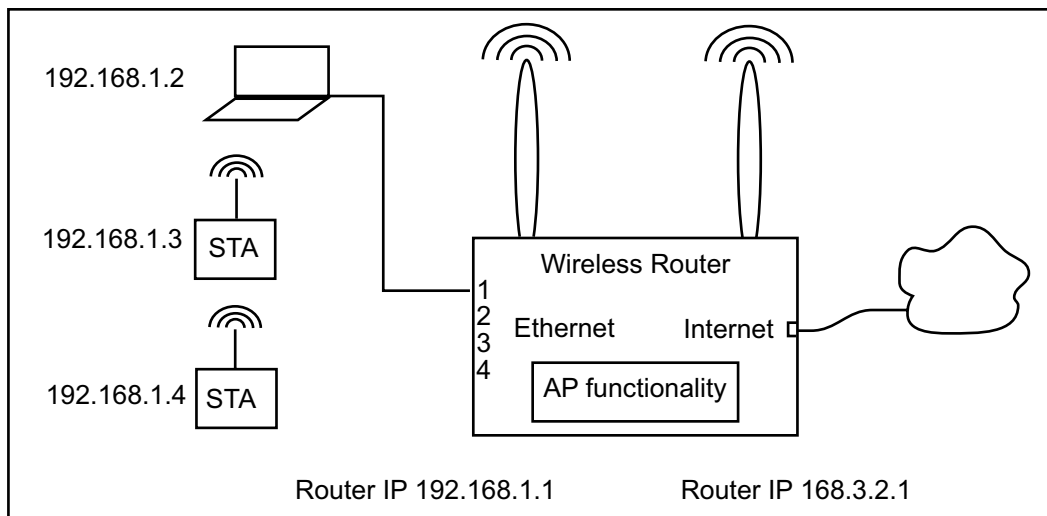 192.168.1.2
192.168.1.3
STA
192.168.1.4
STA
Wireless Router
1
2
3
4
Ethernet
Internet
AP functionality
Router IP 192.168.1.1
Router IP 168.3.2.1